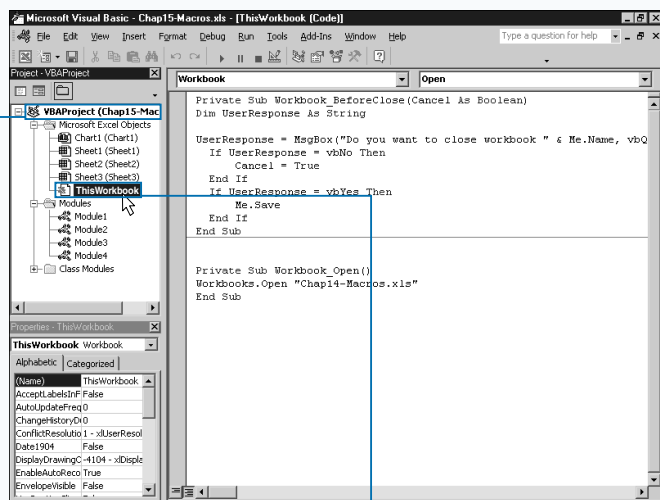 Microsoft Visual Basic - Chap15-Macros.xls - [ThisWorkbook (Code)]
File Edit View Insert Format Debug Run Tools Add-Ins Window Help
Type a question for help
Project - VBAProject
Workbook
Open
VBAProject (Chap15-Mac
Microsoft Excel Objects
Chart1 (Chart1)
Sheet1 (Sheet1)
Sheet2 (Sheet2)
Sheet3 (Sheet3)
ThisWorkbook
Modules
Module1
Module2
Module3
Module4
Class Modules
Private Sub Workbook_BeforeClose(Cancel As Boolean)
Dim UserResponse As String
UserResponse = MsgBox("Do you want to close workbook " & Me.Name, vbQ
If UserResponse = vbNo Then
Cancel = True
End If
If UserResponse = vbYes Then
Me.Save
End If
End Sub
Private Sub Workbook_Open()
Workbooks.Open "Chap14-Macros.xls"
End Sub
Properties - ThisWorkbook
ThisWorkbook Workbook
Alphabetic Categorized
(Name) ThisWorkbook
AcceptLabelsInF False
AutoUpdateFreq 0
ChangeHistoryD 0
ConflictResolutio 1 - xlUserResol
Date1904 False
DisplayDrawingC -4104 - xlDispla
EnableAutoReco True
EnvelopeVisible False